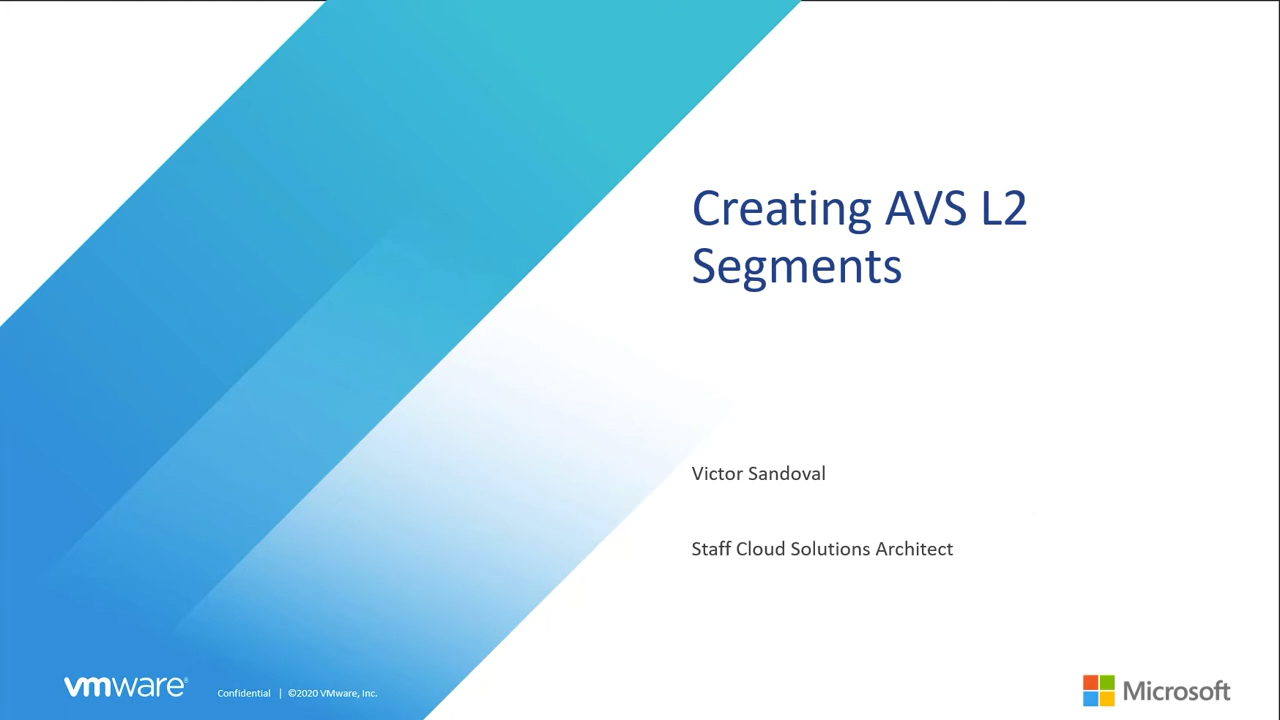 Creating AVS L2
Segments
Victor Sandoval
Staff Cloud Solutions Architect
vmware®
Confidential | ©2020 VMware, Inc.
Microsoft